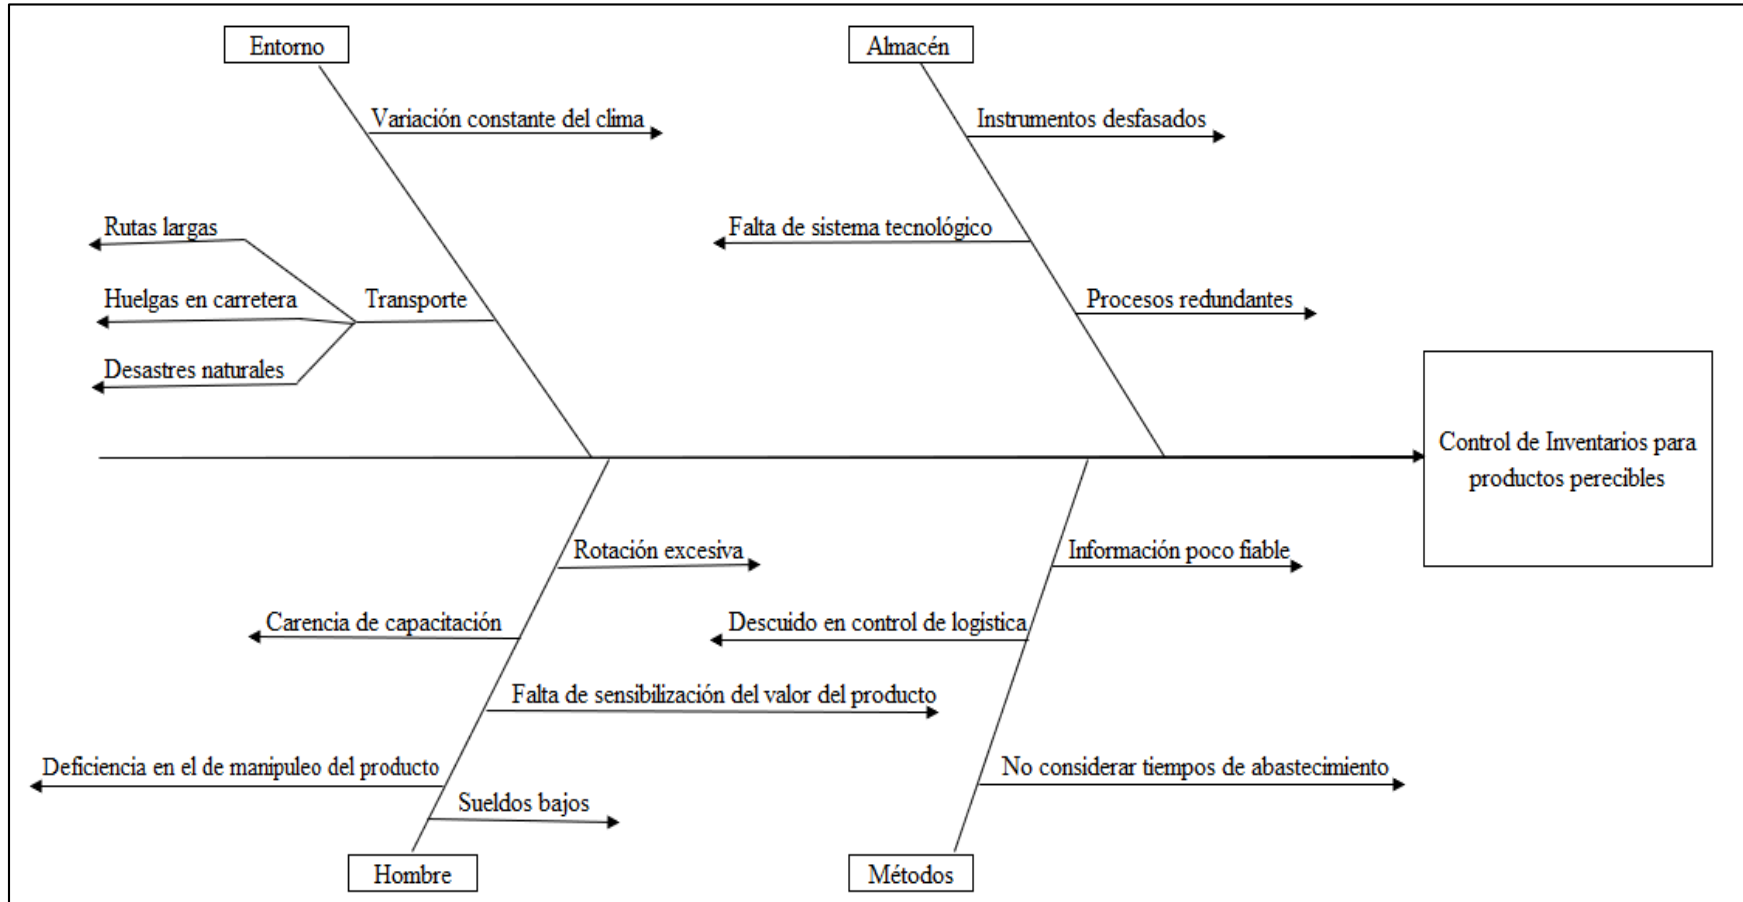 Entorno
Almacén
Variación constante del clima
Instrumentos desfasados
Rutas largas
Falta de sistema tecnológico
Huelgas en carretera
Transporte
Procesos redundantes
Desastres naturales
Control de Inventarios para
productos perecibles
Rotación excesiva
Información poco fiable
Carencia de capacitación
Descuido en control de logística
Falta de sensibilización del valor del producto
Deficiencia en el de manipuleo del producto
No considerar tiempos de abastecimiento
Sueldos bajos
Hombre
Métodos